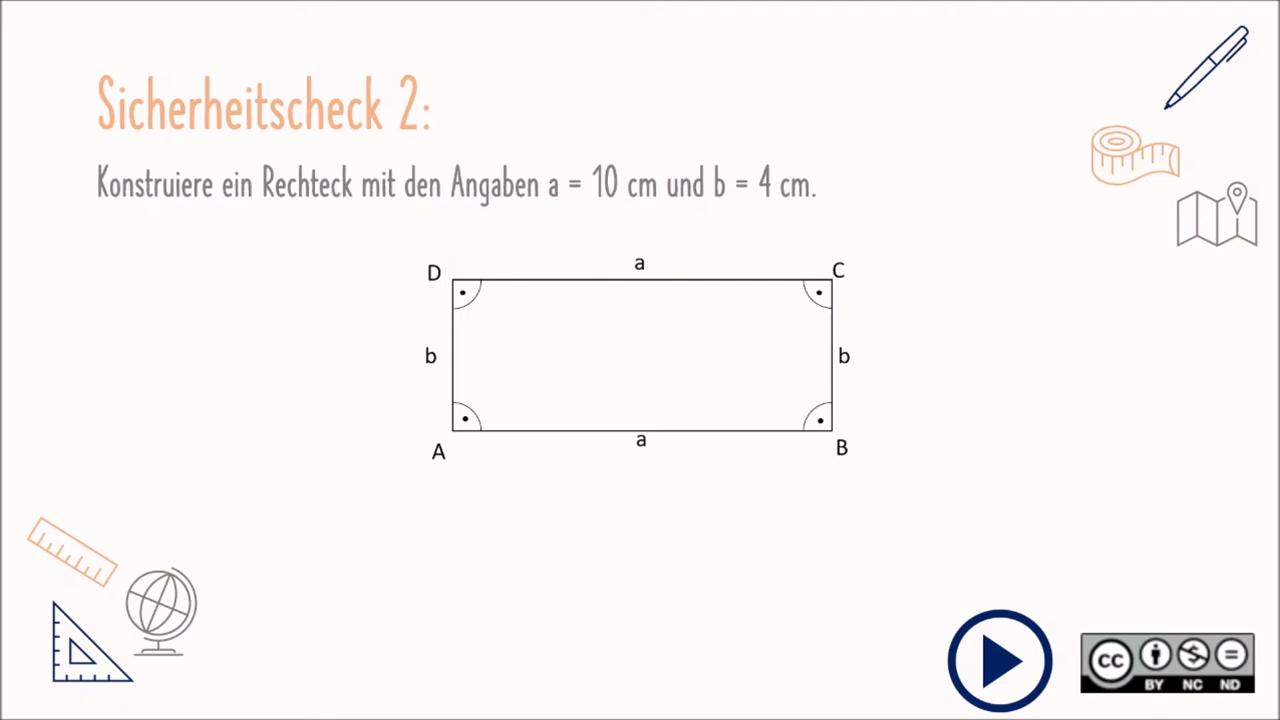 Sicherheitscheck 2:
Konstruiere ein Rechteck mit den Angaben a = 10 cm und b = 4 cm.
D a C
b b
A a B
CC BY NC ND